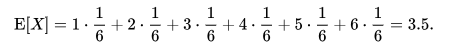 E[X] = 1 · 1/6 + 2 · 1/6 + 3 · 1/6 + 4 · 1/6 + 5 · 1/6 + 6 · 1/6 = 3.5.